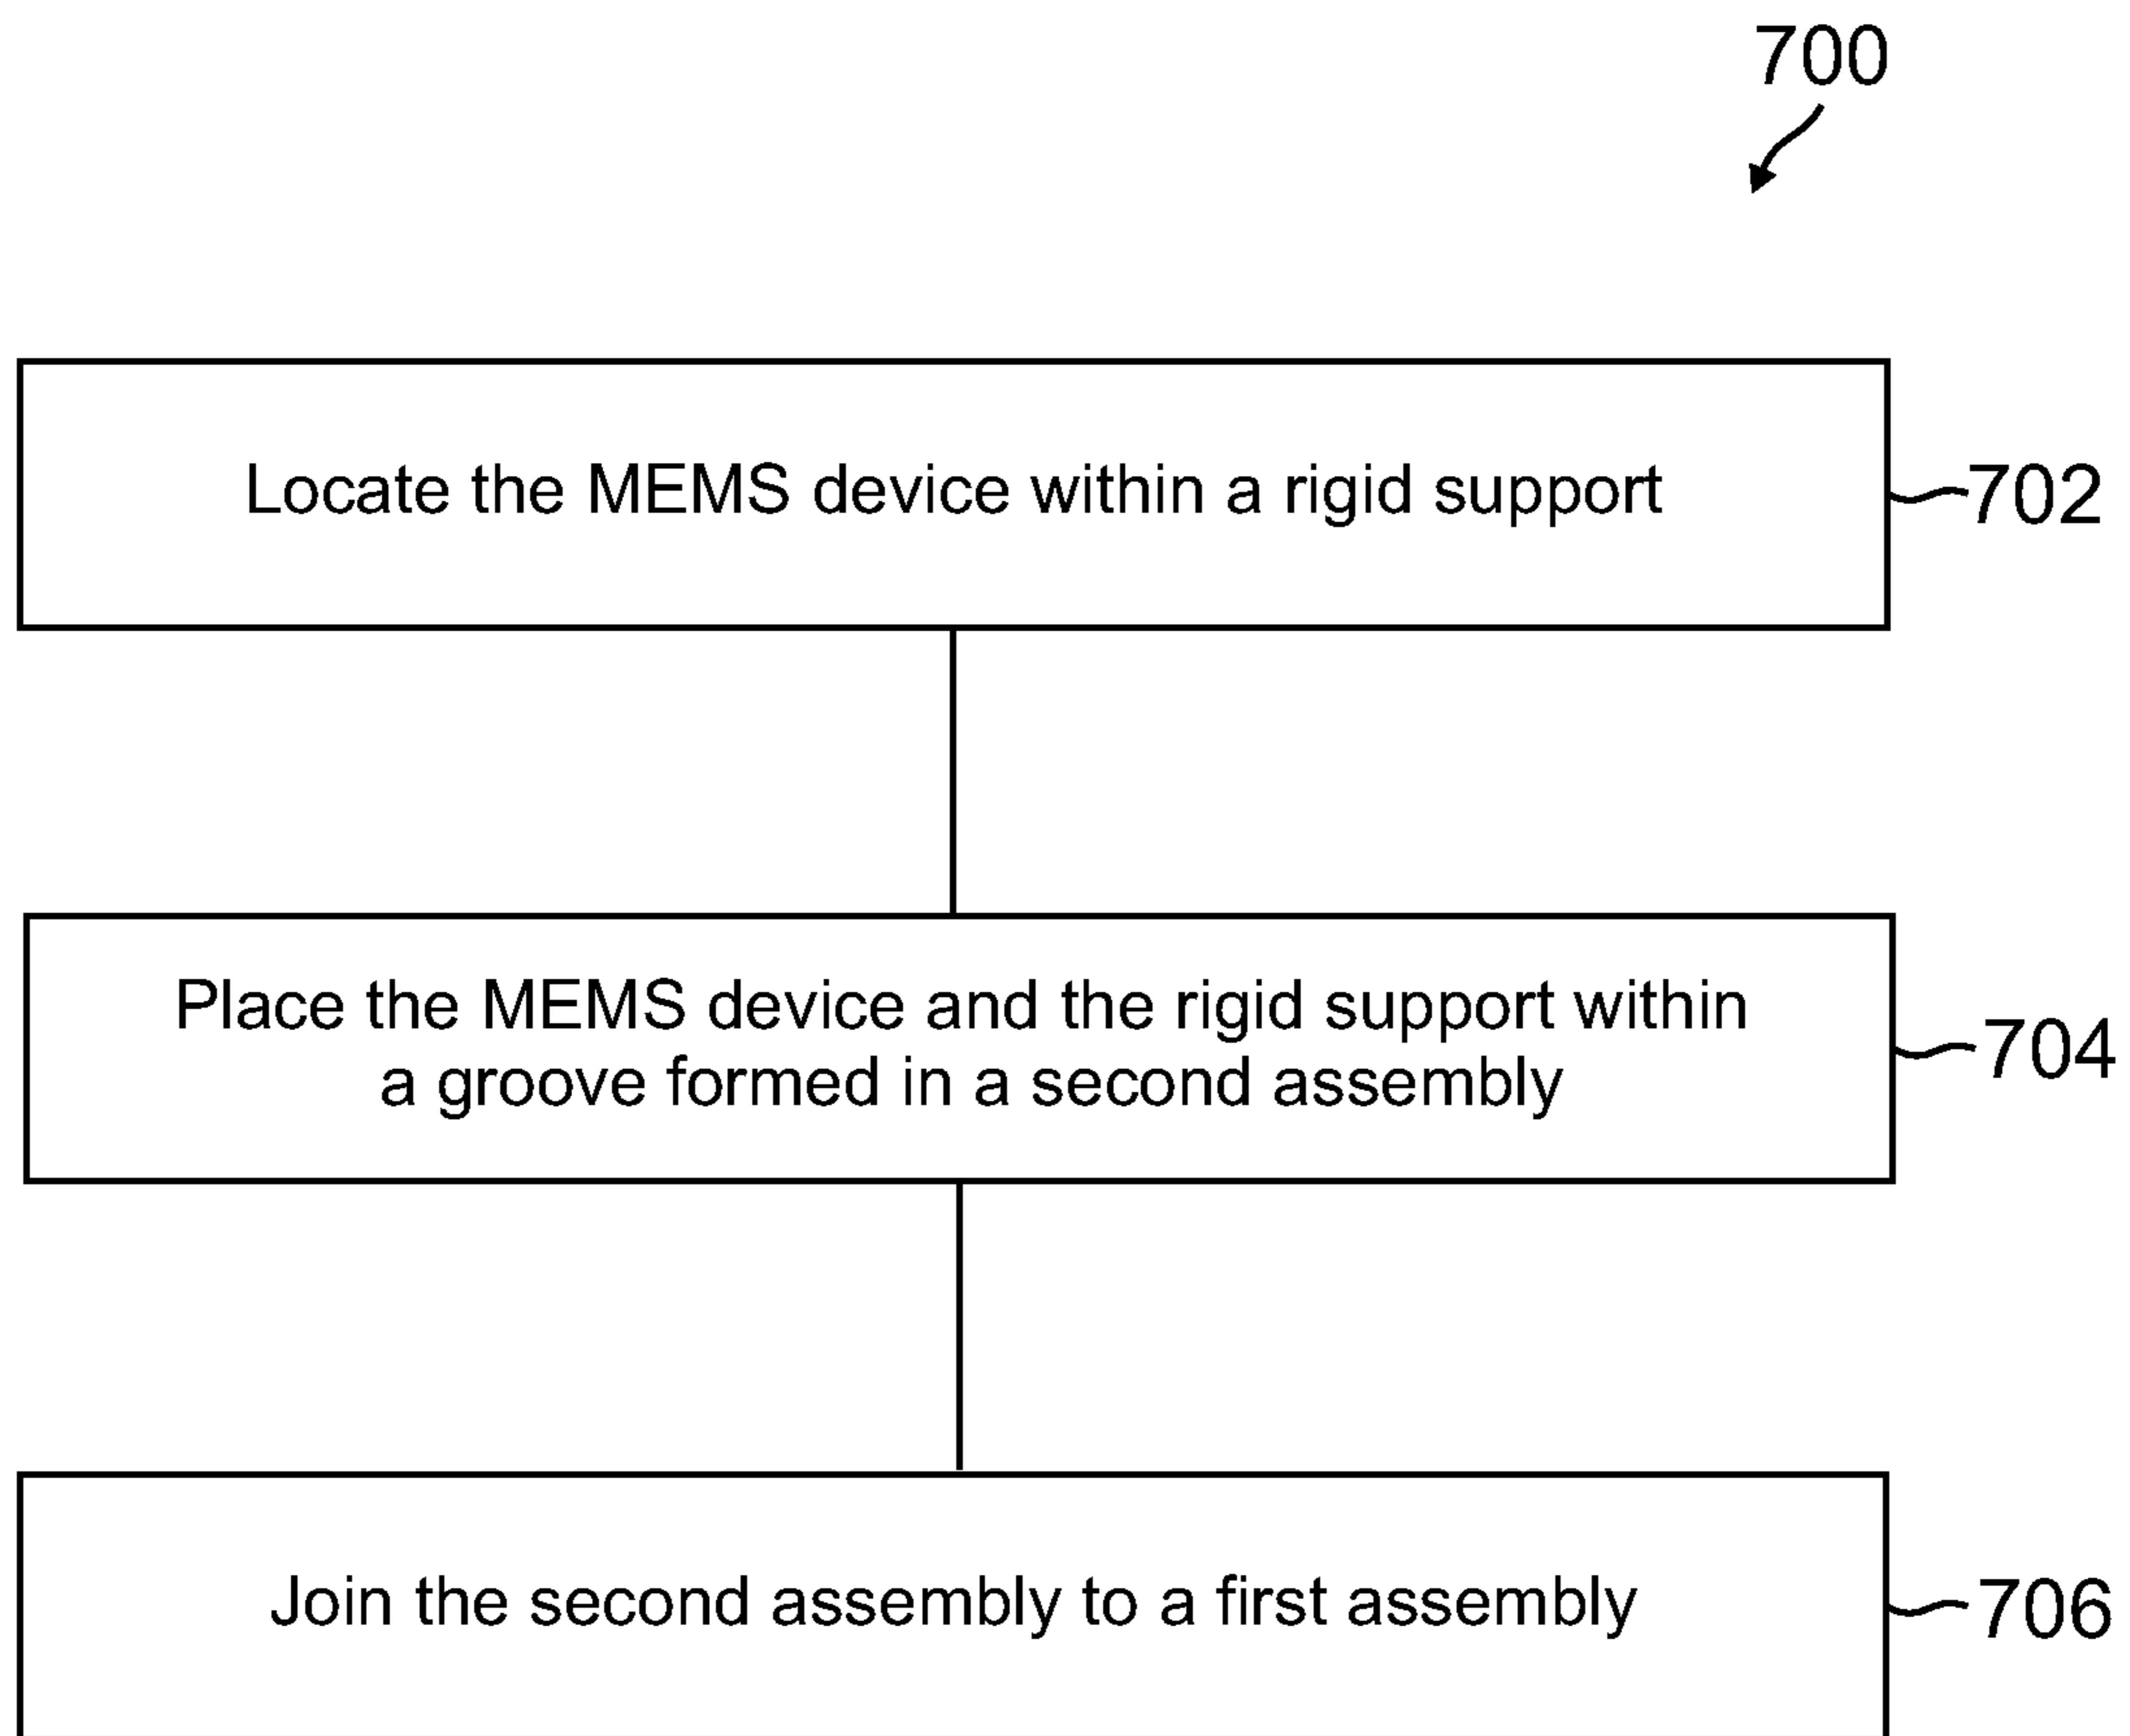 700
Locate the MEMS device within a rigid support
702
Place the MEMS device and the rigid support within
a groove formed in a second assembly
704
Join the second assembly to a first assembly
706